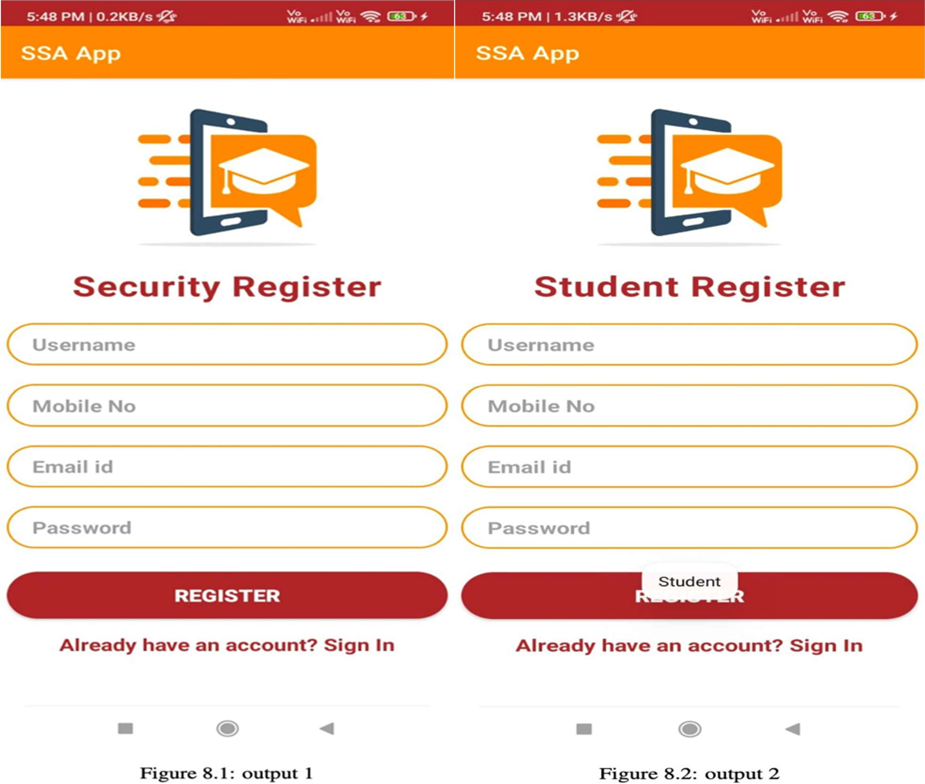 5:48 PM | 0.2KB/s Vo WiFi Vo WiFi 63
SSA App
Security Register
Username
Mobile No
Email id
Password
REGISTER
Already have an account? Sign In
Figure 8.1: output 1
5:48 PM | 1.3KB/s Vo WiFi Vo WiFi 63
SSA App
Student Register
Username
Mobile No
Email id
Password
Student
REGISTER
Already have an account? Sign In
Figure 8.2: output 2